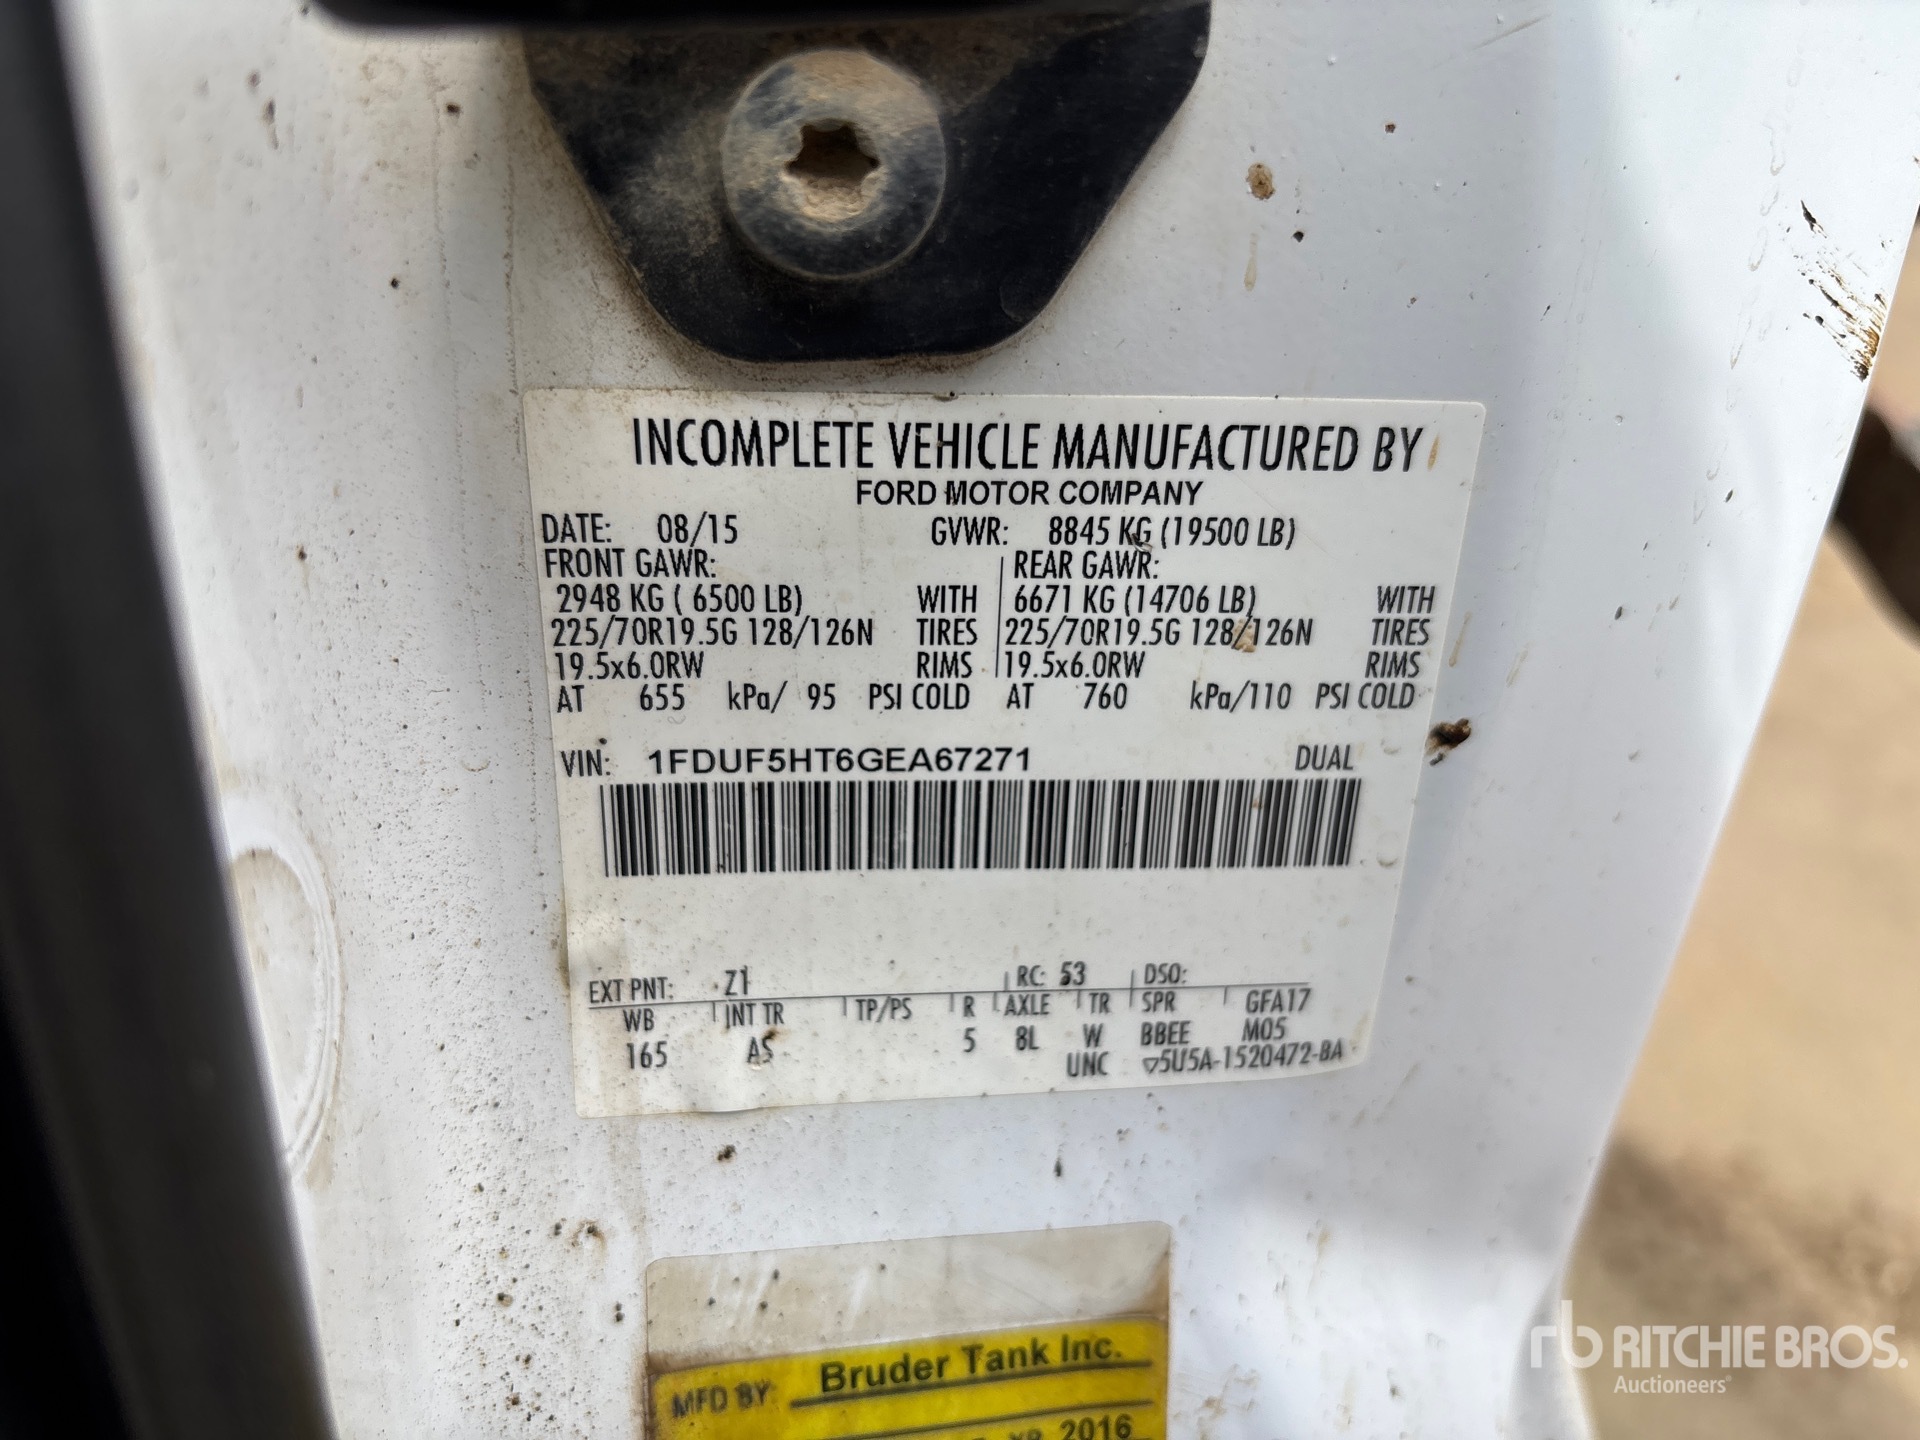 INCOMPLETE VEHICLE MANUFACTURED BY
FORD MOTOR COMPANY
DATE: 08/15 GVWR: 8845 KG (19500 LB)
FRONT GAWR: REAR GAWR:
2948 KG ( 6500 LB) WITH 6671 KG (14706 LB) WITH
225/70R19.5G 128/126N TIRES 225/70R19.5G 128/126N TIRES
19.5x6.0RW RIMS 19.5x6.0RW RIMS
AT 655 kPa/ 95 PSI COLD AT 760 kPa/110 PSI COLD
VIN: 1FDUF5HT6GEA67271 DUAL
EXT PNT: Z1 RC: 53 DSO:
WB INT TR TP/PS R AXLE TR SPR GFA17
165 AS 5 8L W BBEE M05
UNC ▽5U5A-1520472-BA
MFD BY: Bruder Tank Inc.
2016
rb RITCHIE BROS.
Auctioneers